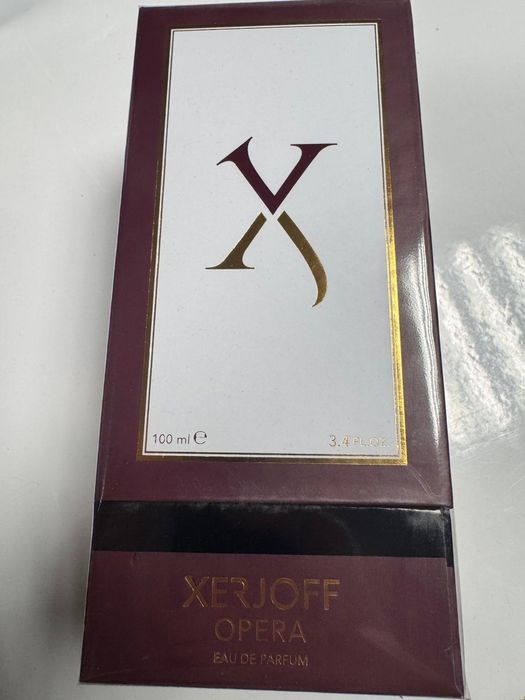 X
100 ml ℮
3.4 FL.OZ.
XERJOFF
OPERA
EAU DE PARFUM